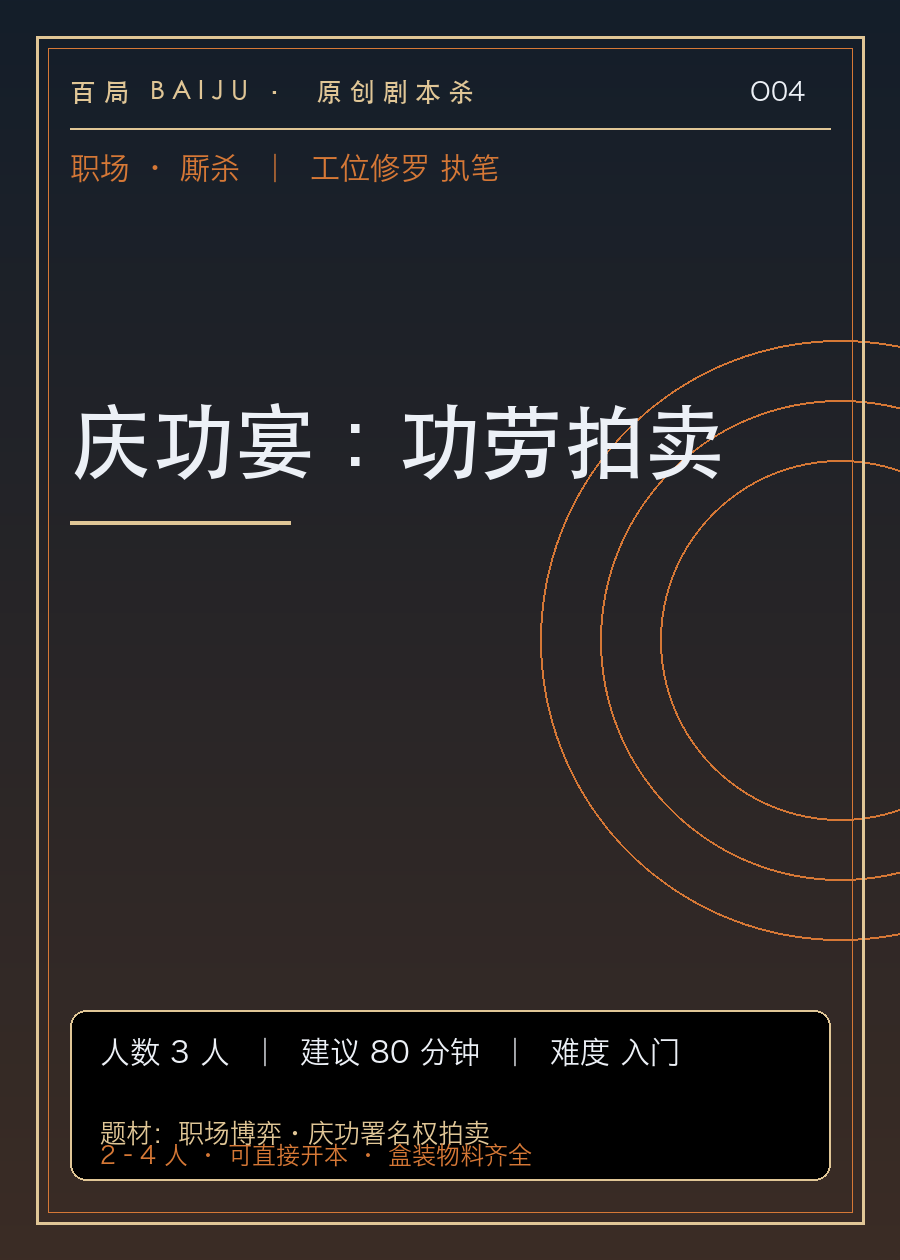 百局 BAIJU · 原创剧本杀 004
职场 · 厮杀 ｜ 工位修罗 执笔
庆功宴：功劳拍卖
人数 3 人 ｜ 建议 80 分钟 ｜ 难度 入门
题材：职场博弈·庆功署名权拍卖
2-4 人 · 可直接开本 · 盒装物料齐全